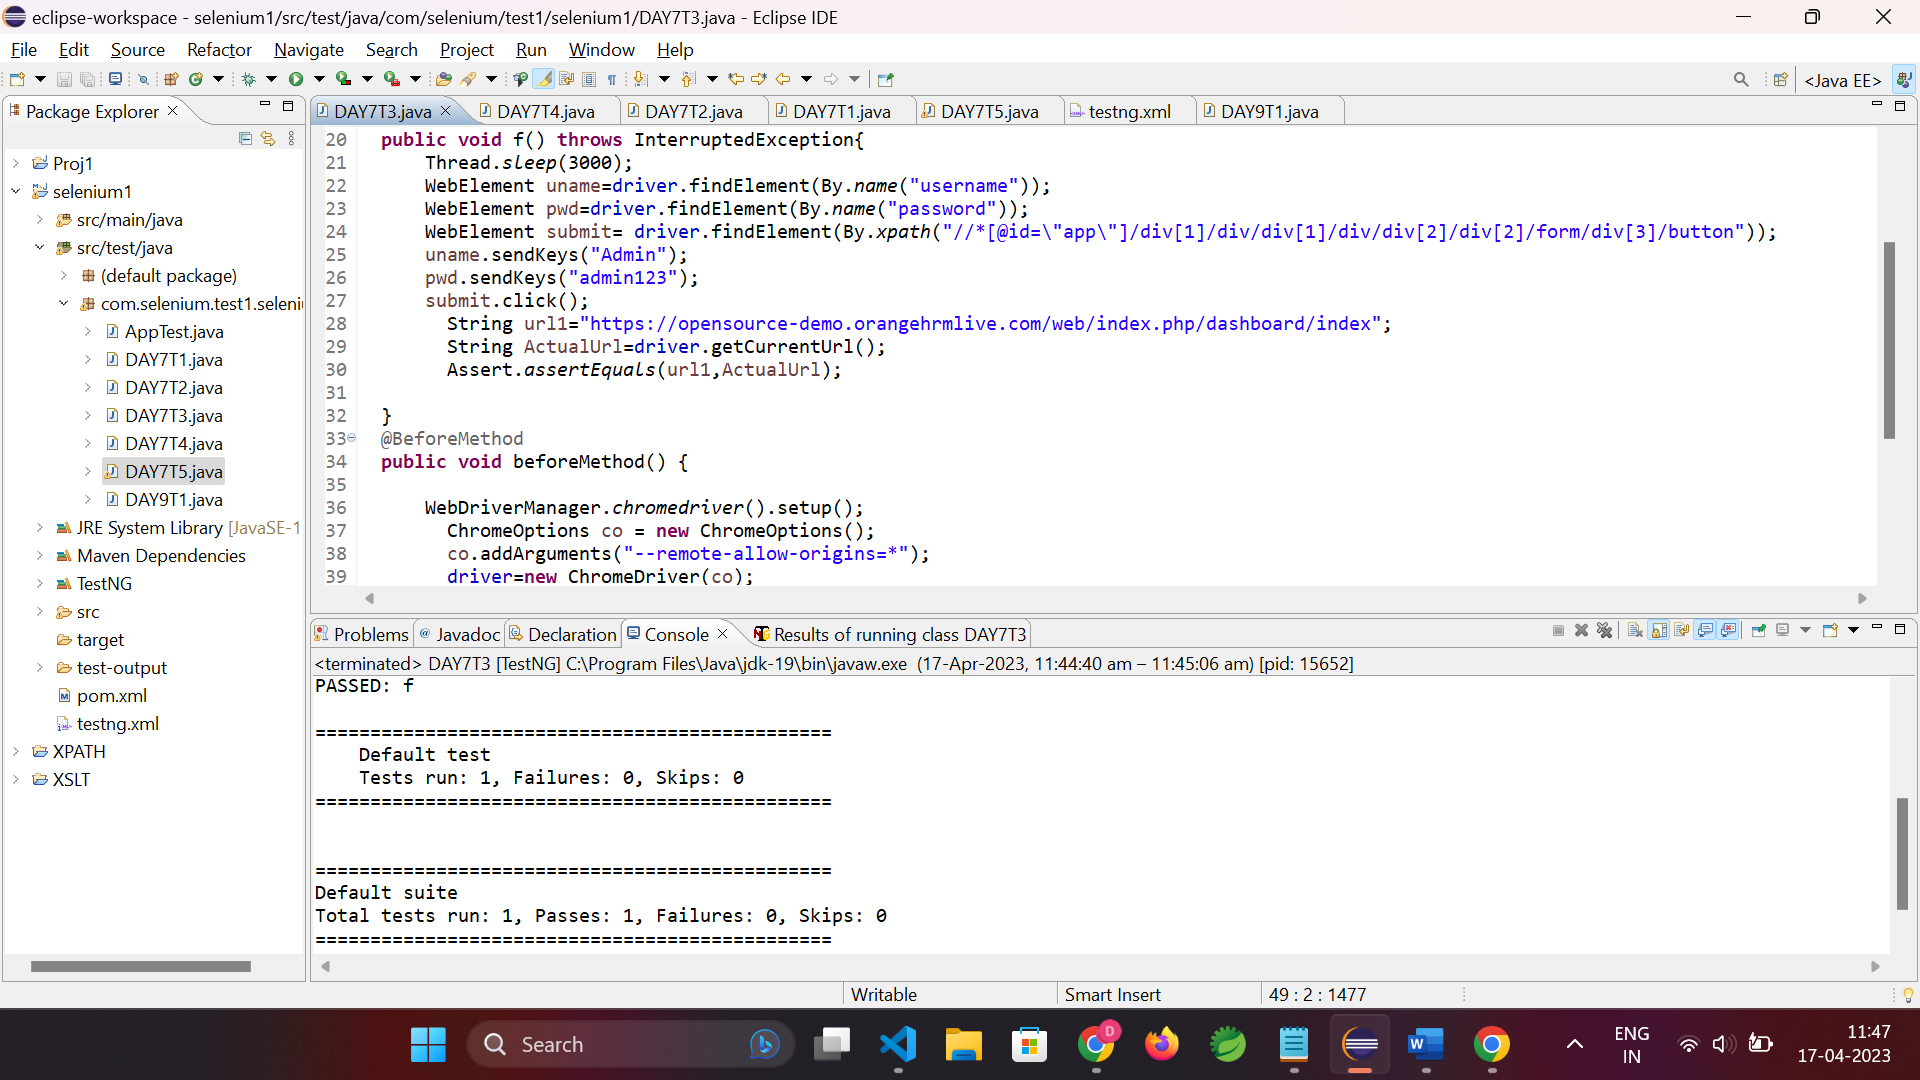 eclipse-workspace - selenium1/src/test/java/com/selenium/test1/selenium1/DAY7T3.java - Eclipse IDE
File Edit Source Refactor Navigate Search Project Run Window Help
<Java EE>
Package Explorer
Proj1
selenium1
src/main/java
src/test/java
(default package)
com.selenium.test1.seleni
AppTest.java
DAY7T1.java
DAY7T2.java
DAY7T3.java
DAY7T4.java
DAY7T5.java
DAY9T1.java
JRE System Library [JavaSE-1
Maven Dependencies
TestNG
src
target
test-output
pom.xml
testng.xml
XPATH
XSLT
DAY7T3.java DAY7T4.java DAY7T2.java DAY7T1.java DAY7T5.java testng.xml DAY9T1.java
20 public void f() throws InterruptedException{
21 Thread.sleep(3000);
22 WebElement uname=driver.findElement(By.name("username"));
23 WebElement pwd=driver.findElement(By.name("password"));
24 WebElement submit= driver.findElement(By.xpath("//*[@id=\"app\"]/div[1]/div/div[1]/div/div[2]/div[2]/form/div[3]/button"));
25 uname.sendKeys("Admin");
26 pwd.sendKeys("admin123");
27 submit.click();
28 String url1="https://opensource-demo.orangehrmlive.com/web/index.php/dashboard/index";
29 String ActualUrl=driver.getCurrentUrl();
30 Assert.assertEquals(url1,ActualUrl);
31
32 }
33 @BeforeMethod
34 public void beforeMethod() {
35
36 WebDriverManager.chromedriver().setup();
37 ChromeOptions co = new ChromeOptions();
38 co.addArguments("--remote-allow-origins=*");
39 driver=new ChromeDriver(co);
Problems Javadoc Declaration Console Results of running class DAY7T3
<terminated> DAY7T3 [TestNG] C:\Program Files\Java\jdk-19\bin\javaw.exe (17-Apr-2023, 11:44:40 am – 11:45:06 am) [pid: 15652]
PASSED: f
===============================================
Default test
Tests run: 1, Failures: 0, Skips: 0
===============================================
===============================================
Default suite
Total tests run: 1, Passes: 1, Failures: 0, Skips: 0
===============================================
Writable Smart Insert 49 : 2 : 1477
Search
D
ENG
IN
11:47
17-04-2023